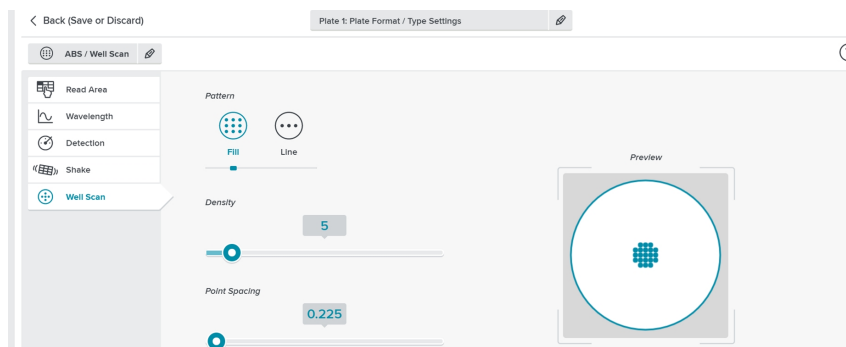 Back (Save or Discard)
Plate 1: Plate Format / Type Settings
ABS / Well Scan
Read Area
Wavelength
Detection
Shake
Well Scan
Pattern
Fill
Line
Density
5
Point Spacing
0.225
Preview